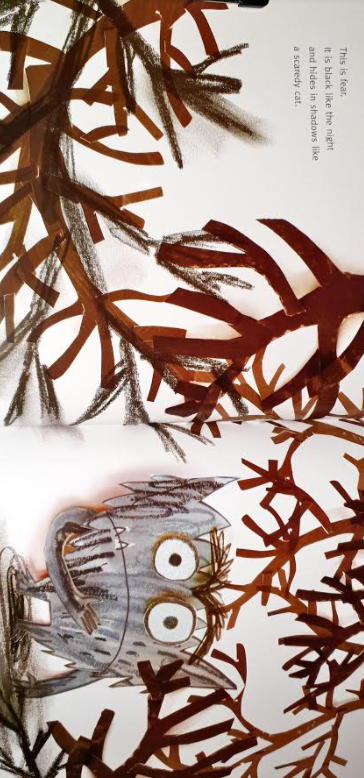 This is fear.
It is black like the night
and hides in shadows like
a scaredy cat.